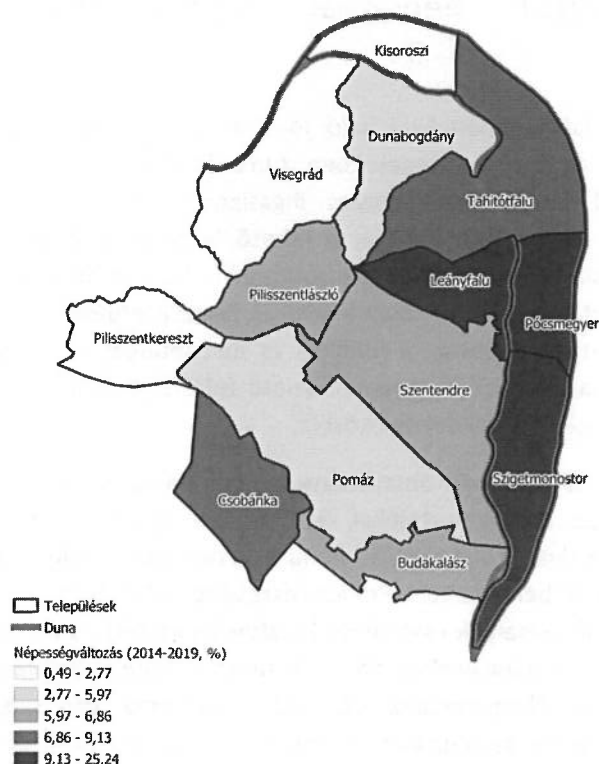 Kisoroszi
Dunabogdány
Visegrád
Tahitótfalu
Leányfalu
Pilisszentlászló
Pócsmegyer
Pilisszentkereszt
Szentendre
Szigetmonostor
Pomáz
Csobánka
Budakalász
Települések
Duna
Népességváltozás (2014-2019, %)
0,49 - 2,77
2,77 - 5,97
5,97 - 6,86
6,86 - 9,13
9,13 - 25,24